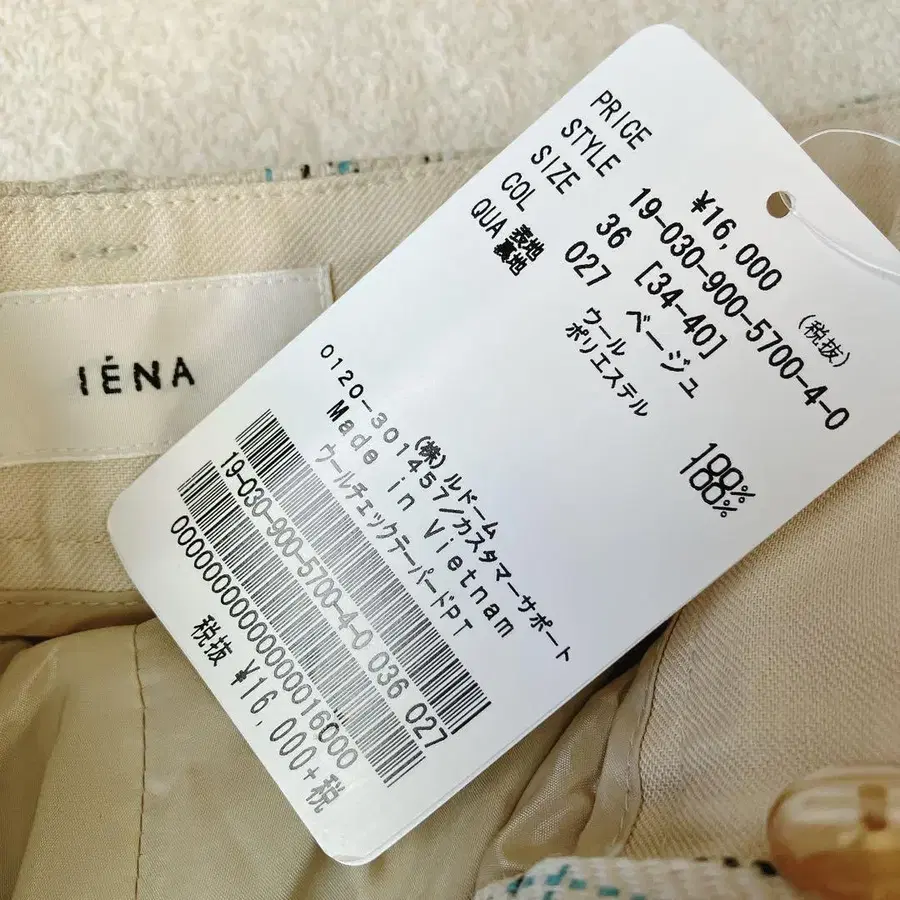 IÉNA
PRICE ¥16,000 (税抜)
STYLE 19-030-900-5700-4-0
SIZE 36 [34-40]
COL 027 ベージュ
QUA 表地 ウール 100%
裏地 ポリエステル 100%
(株)ルドーム
0120-301457/カスタマーサポート
Made in Vietnam
ウールチェックテーパードPT
19-030-900-5700-4-0 036 027
税抜 ¥16,000+税